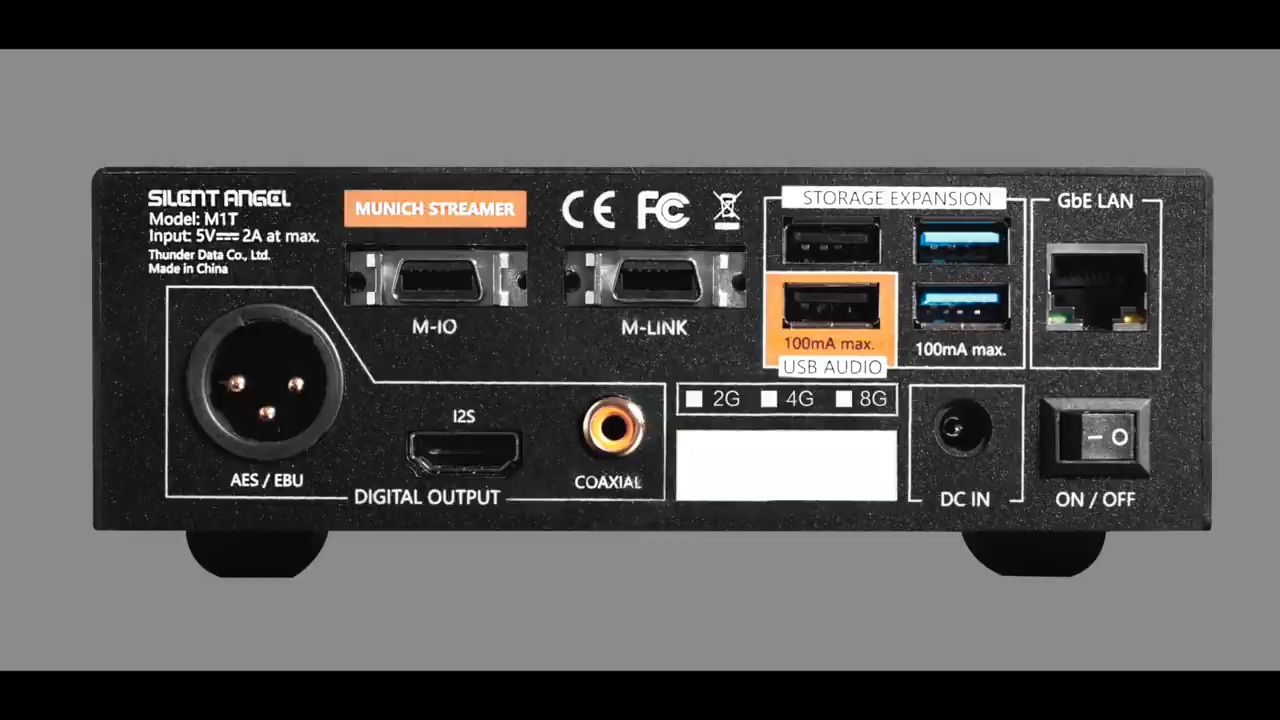 SILENT ANGEL
Model: M1T
Input: 5V⎓2A at max.
Thunder Data Co., Ltd.
Made in China
MUNICH STREAMER
CE FC
M-IO
M-LINK
STORAGE EXPANSION
100mA max.
100mA max.
USB AUDIO
GbE LAN
AES / EBU
I2S
COAXIAL
DIGITAL OUTPUT
2G 4G 8G
DC IN
– O
ON / OFF